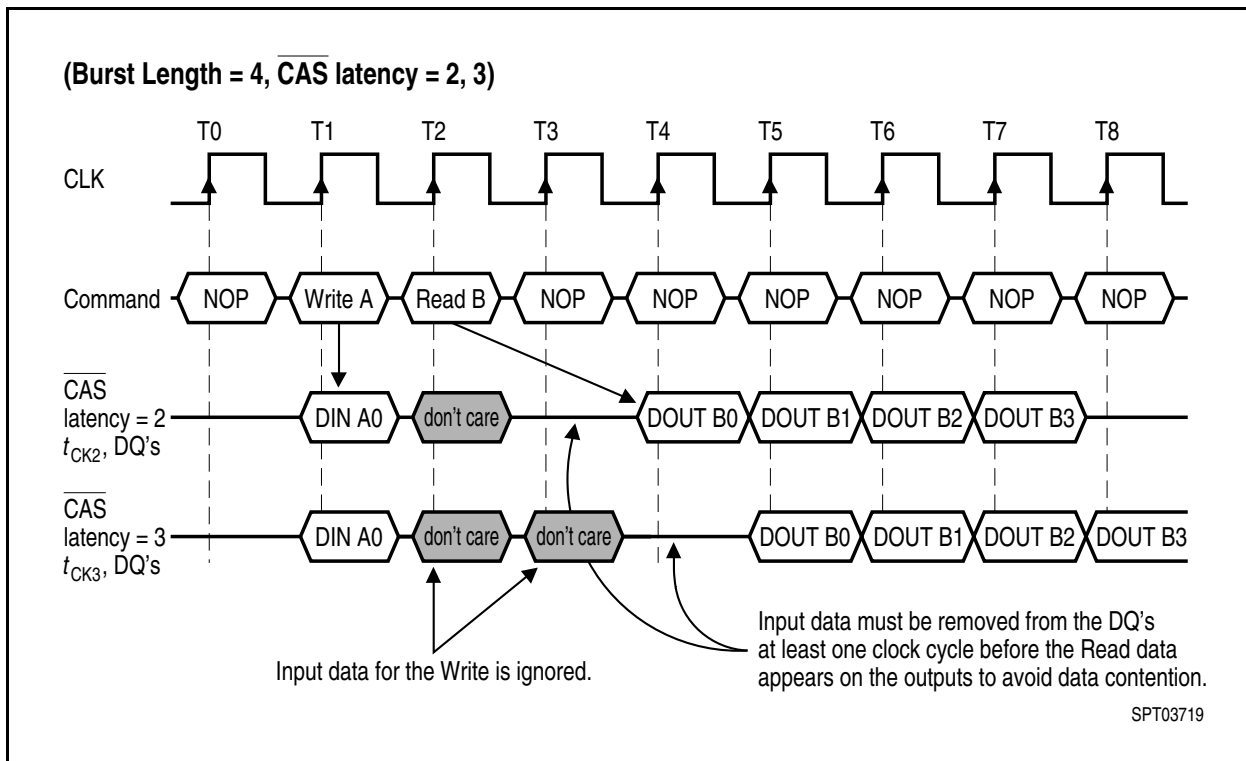 (Burst Length = 4, CAS latency = 2, 3)
T0 T1 T2 T3 T4 T5 T6 T7 T8
CLK
Command NOP Write A Read B NOP NOP NOP NOP NOP NOP
CAS
latency = 2
tCK2, DQ's
DIN A0 don't care DOUT B0 DOUT B1 DOUT B2 DOUT B3
CAS
latency = 3
tCK3, DQ's
DIN A0 don't care don't care DOUT B0 DOUT B1 DOUT B2 DOUT B3
Input data for the Write is ignored.
Input data must be removed from the DQ's
at least one clock cycle before the Read data
appears on the outputs to avoid data contention.
SPT03719